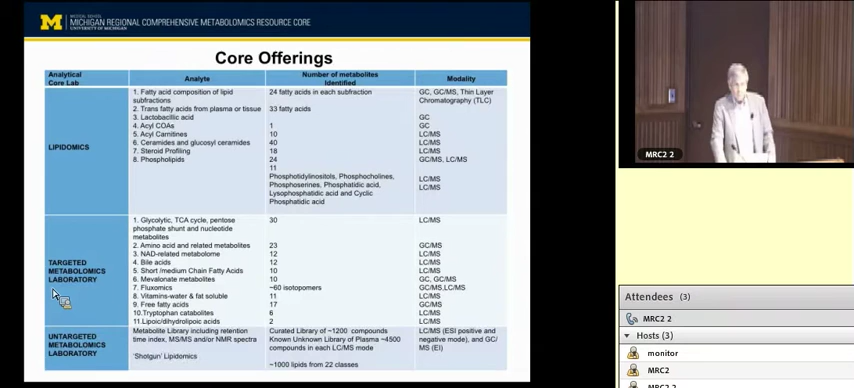 MEDICAL SCHOOL
MICHIGAN REGIONAL COMPREHENSIVE METABOLOMICS RESOURCE CORE
UNIVERSITY OF MICHIGAN
Core Offerings
Analytical Core Lab
Analyte
Number of metabolites Identified
Modality
LIPIDOMICS
1. Fatty acid composition of lipid
subfractions
2. Trans fatty acids from plasma or tissue
3. Lactobacillic acid
4. Acyl COAs
5. Acyl Carnitines
6. Ceramides and glucosyl ceramides
7. Steroid Profiling
8. Phospholipids
24 fatty acids in each subfraction
33 fatty acids
1
10
40
18
24
11
Phosphotidylinositols, Phosphocholines,
Phosphoserines, Phosphatidic acid,
Lysophosphatidic acid and Cyclic
Phosphatidic acid
GC, GC/MS, Thin Layer
Chromatography (TLC)
GC
GC
LC/MS
LC/MS
LC/MS
GC/MS, LC/MS
LC/MS
LC/MS
TARGETED
METABOLOMICS
LABORATORY
1. Glycolytic, TCA cycle, pentose
phosphate shunt and nucleotide
metabolites
2. Amino acid and related metabolites
3. NAD-related metabolome
4. Bile acids
5. Short /medium Chain Fatty Acids
6. Mevalonate metabolites
7. Fluxomics
8. Vitamins-water & fat soluble
9. Free fatty acids
10.Tryptophan catabolites
11.Lipoic/dihydrolipoic acids
30
23
12
12
10
10
~60 isotopomers
11
17
6
2
LC/MS
GC/MS
LC/MS
LC/MS
LC/MS
GC, GC/MS
GC/MS,LC/MS
LC/MS
GC/MS
LC/MS
LC/MS
UNTARGETED
METABOLOMICS
LABORATORY
Metabolite Library including retention
time index, MS/MS and/or NMR spectra
'Shotgun' Lipidomics
Curated Library of ~1200 compounds
Known Unknown Library of Plasma ~4500
compounds in each LC/MS mode
~1000 lipids from 22 classes
LC/MS (ESI positive and
negative mode), and GC/
MS (EI)
MRC2 2
Attendees (3)
MRC2 2
Hosts (3)
monitor
MRC2
MRC2 2